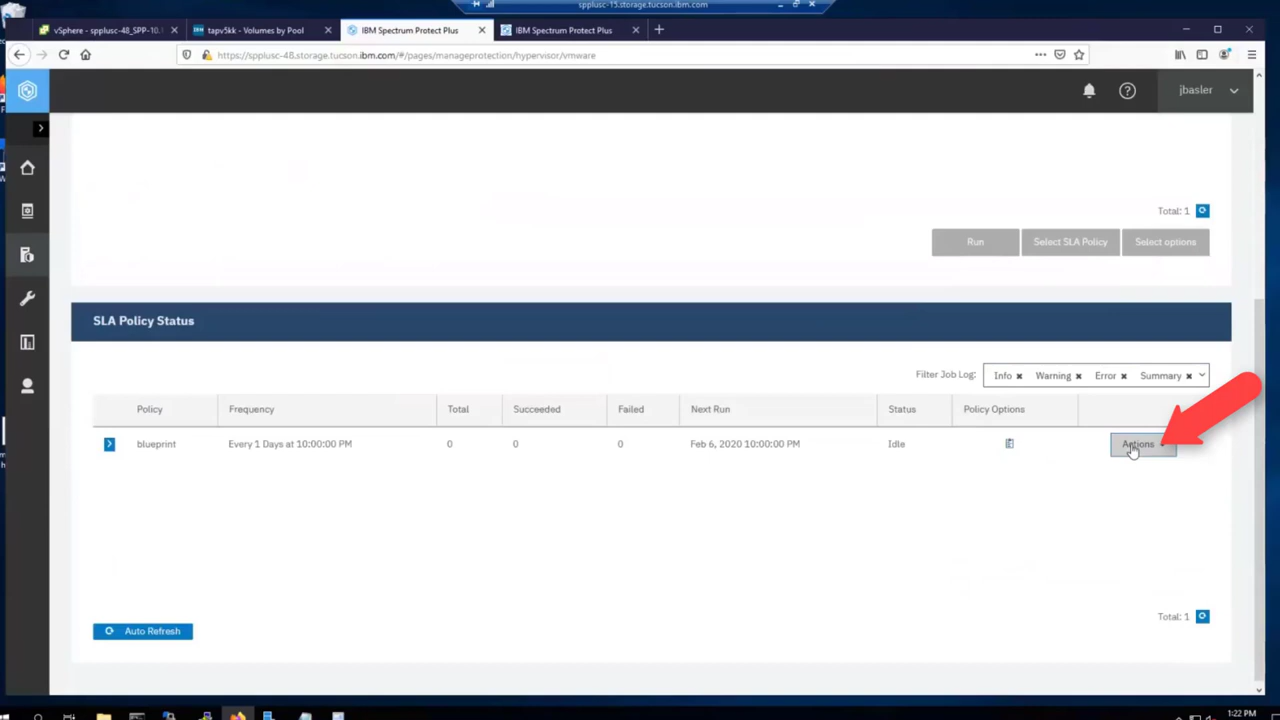 spplusc-15.storage.tucson.ibm.com
vSphere - spplusc-48_SPP-10.
tapv5kk - Volumes by Pool
IBM Spectrum Protect Plus
IBM Spectrum Protect Plus
https://spplusc-48.storage.tucson.ibm.com/#/pages/manageprotection/hypervisor/vmware
jbasler
Total: 1
Run
Select SLA Policy
Select options
SLA Policy Status
Filter Job Log:
Info
Warning
Error
Summary
Policy Frequency Total Succeeded Failed Next Run Status Policy Options
blueprint Every 1 Days at 10:00:00 PM 0 0 0 Feb 6, 2020 10:00:00 PM Idle Actions
Total: 1
Auto Refresh
1:22 PM